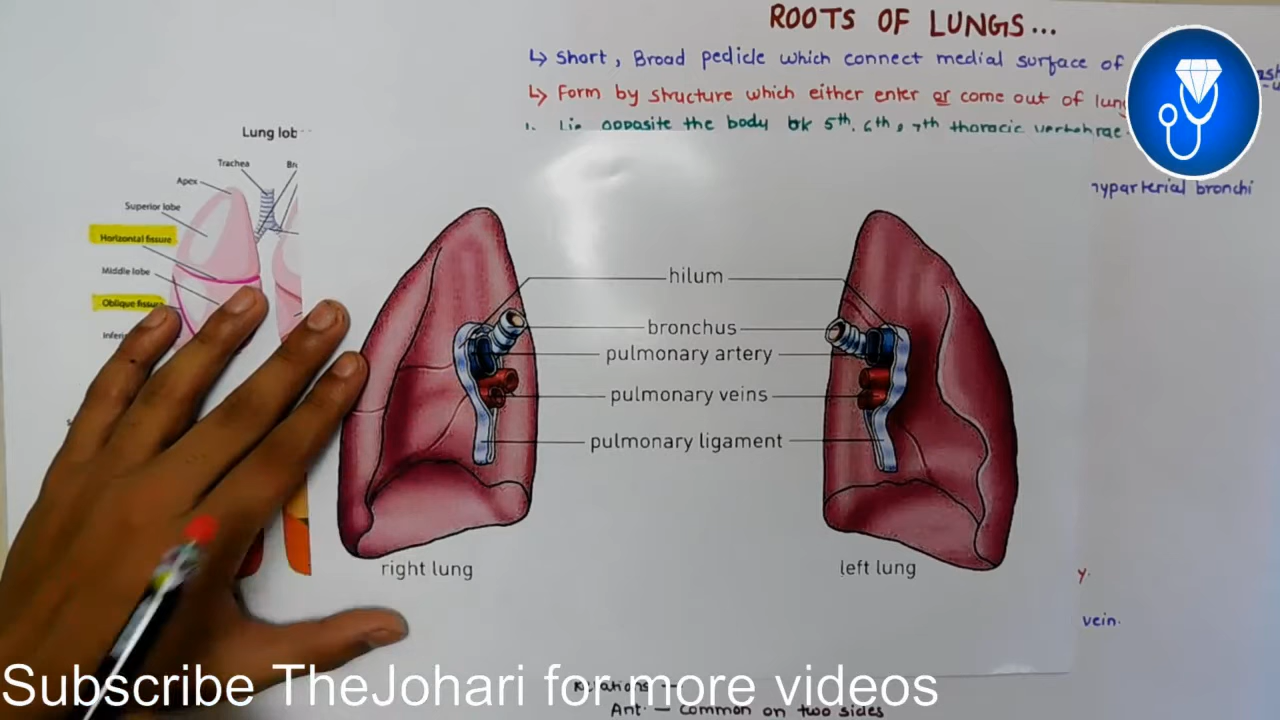 ROOTS OF LUNGS...
↳ Short, Broad pedicle which connect medial surface of
↳ Form by structure which either enter or come out of lung
Lie opposite the body of 5th, 6th, 7th thoracic vertebrae.
hyparterial bronchi
Lung lob
Trachea
Br
Apex
Superior lobe
Horizontal fissure
Middle lobe
Oblique fissure
Inferi
hilum
bronchus
pulmonary artery
pulmonary veins
pulmonary ligament
right lung
left lung
y.
vein.
Subscribe TheJohari for more videos
Relations —
Ant. — Common on two sides